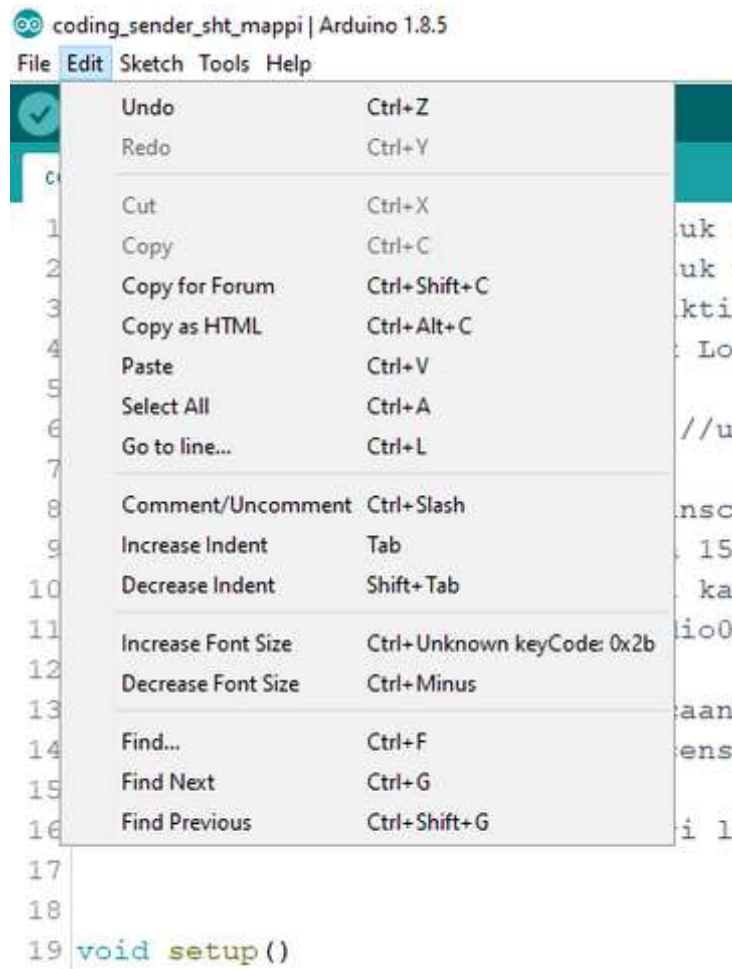 coding_sender_sht_mappi | Arduino 1.8.5
File Edit Sketch Tools Help
Undo Ctrl+Z
Redo Ctrl+Y
Cut Ctrl+X
Copy Ctrl+C
Copy for Forum Ctrl+Shift+C
Copy as HTML Ctrl+Alt+C
Paste Ctrl+V
Select All Ctrl+A
Go to line... Ctrl+L
Comment/Uncomment Ctrl+Slash
Increase Indent Tab
Decrease Indent Shift+Tab
Increase Font Size Ctrl+Unknown keyCode: 0x2b
Decrease Font Size Ctrl+Minus
Find... Ctrl+F
Find Next Ctrl+G
Find Previous Ctrl+Shift+G
1 uk
2 uk
3 kti
4 : Lo
5
6 //u
7
8 nsc
9 15
10 ka
11 io0
12
13 aan
14 ens
15
16 i l
17
18
19 void setup()